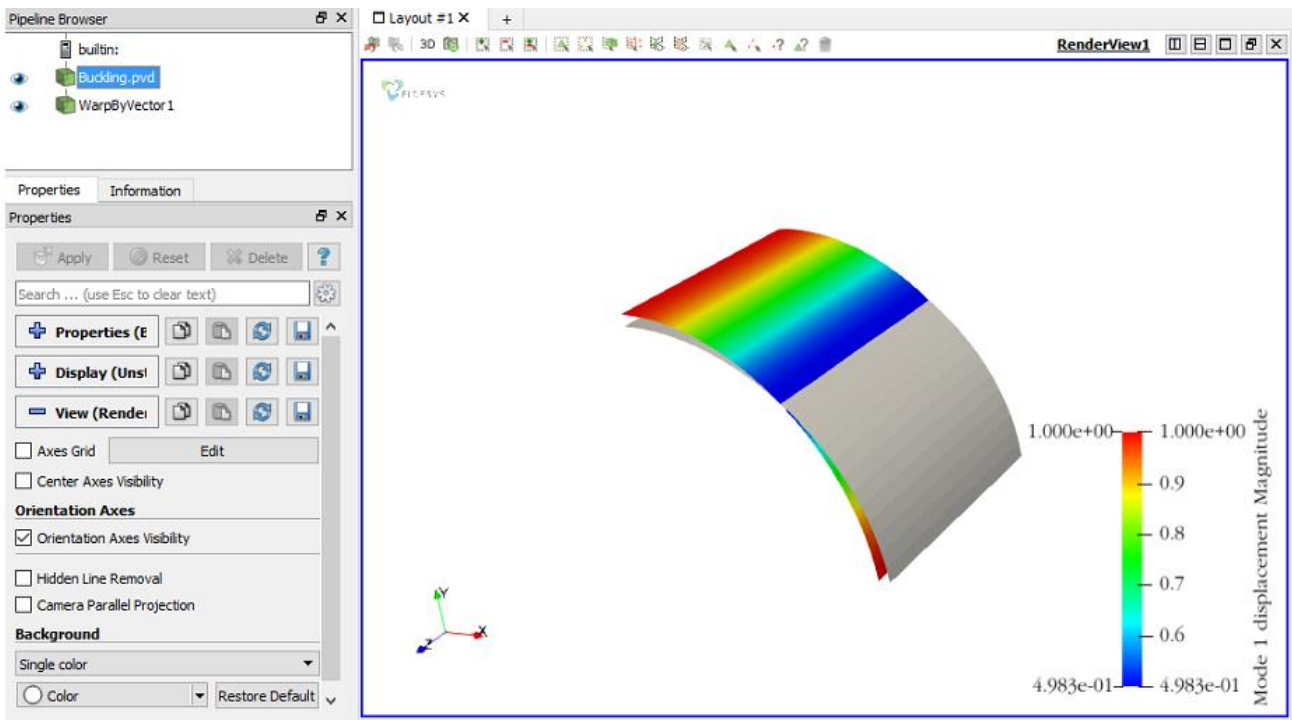 Pipeline Browser
builtin:
Buckling.pvd
WarpByVector1
Properties Information
Properties
Apply Reset Delete ?
Search ... (use Esc to clear text)
Properties (E
Display (Unst
View (Render
Axes Grid Edit
Center Axes Visibility
Orientation Axes
Orientation Axes Visibility
Hidden Line Removal
Camera Parallel Projection
Background
Single color
Color Restore Default
Layout #1 +
3D RenderView1
FIDESYS
1.000e+00 1.000e+00
0.9
0.8
0.7
0.6
4.983e-01 4.983e-01
Mode 1 displacement Magnitude
Y
X
Z